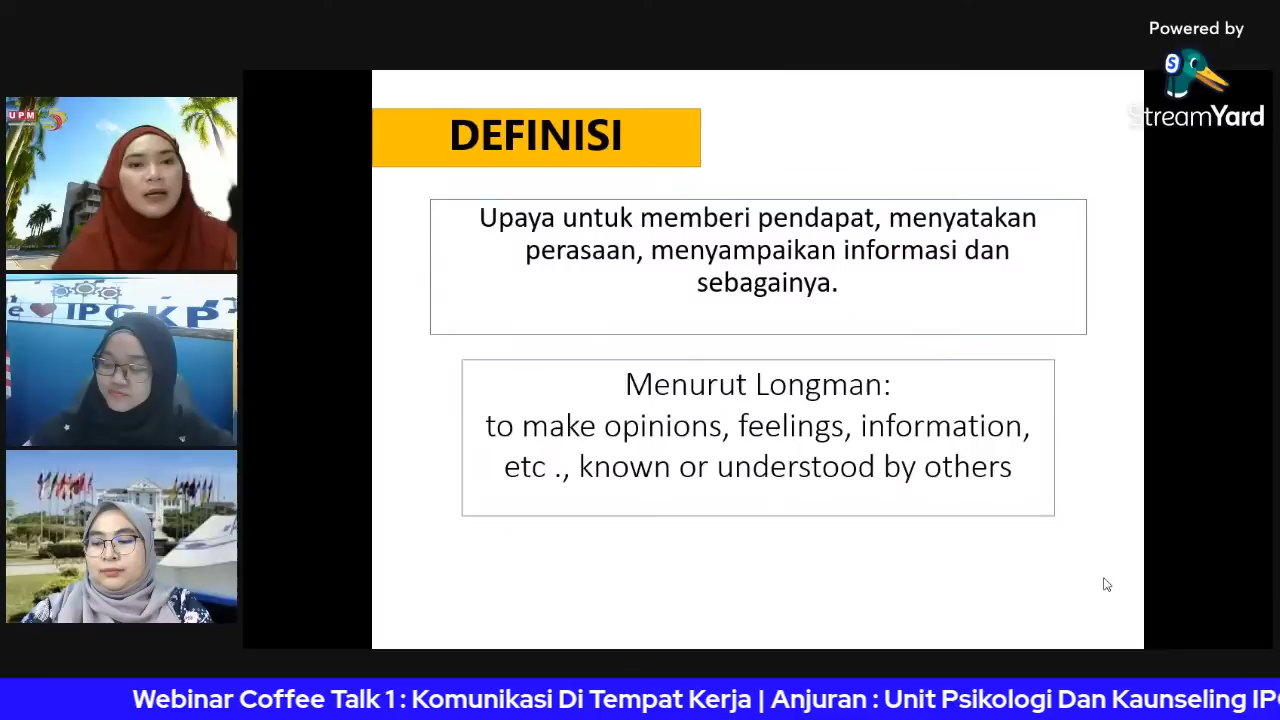 Powered by
StreamYard
UPM
DEFINISI
Upaya untuk memberi pendapat, menyatakan
perasaan, menyampaikan informasi dan
sebagainya.
IPGKP
Menurut Longman:
to make opinions, feelings, information,
etc ., known or understood by others
Webinar Coffee Talk 1 : Komunikasi Di Tempat Kerja | Anjuran : Unit Psikologi Dan Kaunseling